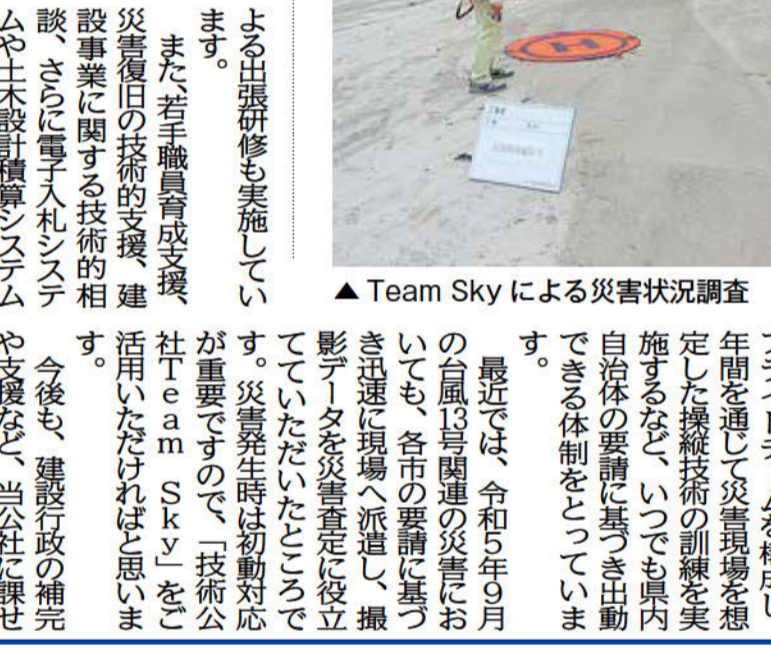 よる出張研修も実施してい
ます。
また、若手職員育成支援、
災害復旧の技術的支援、建
設事業に関する技術的相
談、さらに電子入札システ
ムや土木設計積算システム
▲ Team Sky による災害状況調査
年間を通じて災害現場を想
定した操縦技術の訓練を実
施するなど、いつでも県内
自治体の要請に基づき出動
できる体制をとっていま
す。
最近では、令和5年9月
の台風13号関連の災害にお
いても、各市の要請に基づ
き迅速に現場へ派遣し、撮
影データを災害査定に役立
てていただいたところで
す。災害発生時は初動対応
が重要ですので、「技術公
社Team Sky」をご
活用いただければと思いま
す。
今後も、建設行政の補完
や支援など、当公社に課せ
H